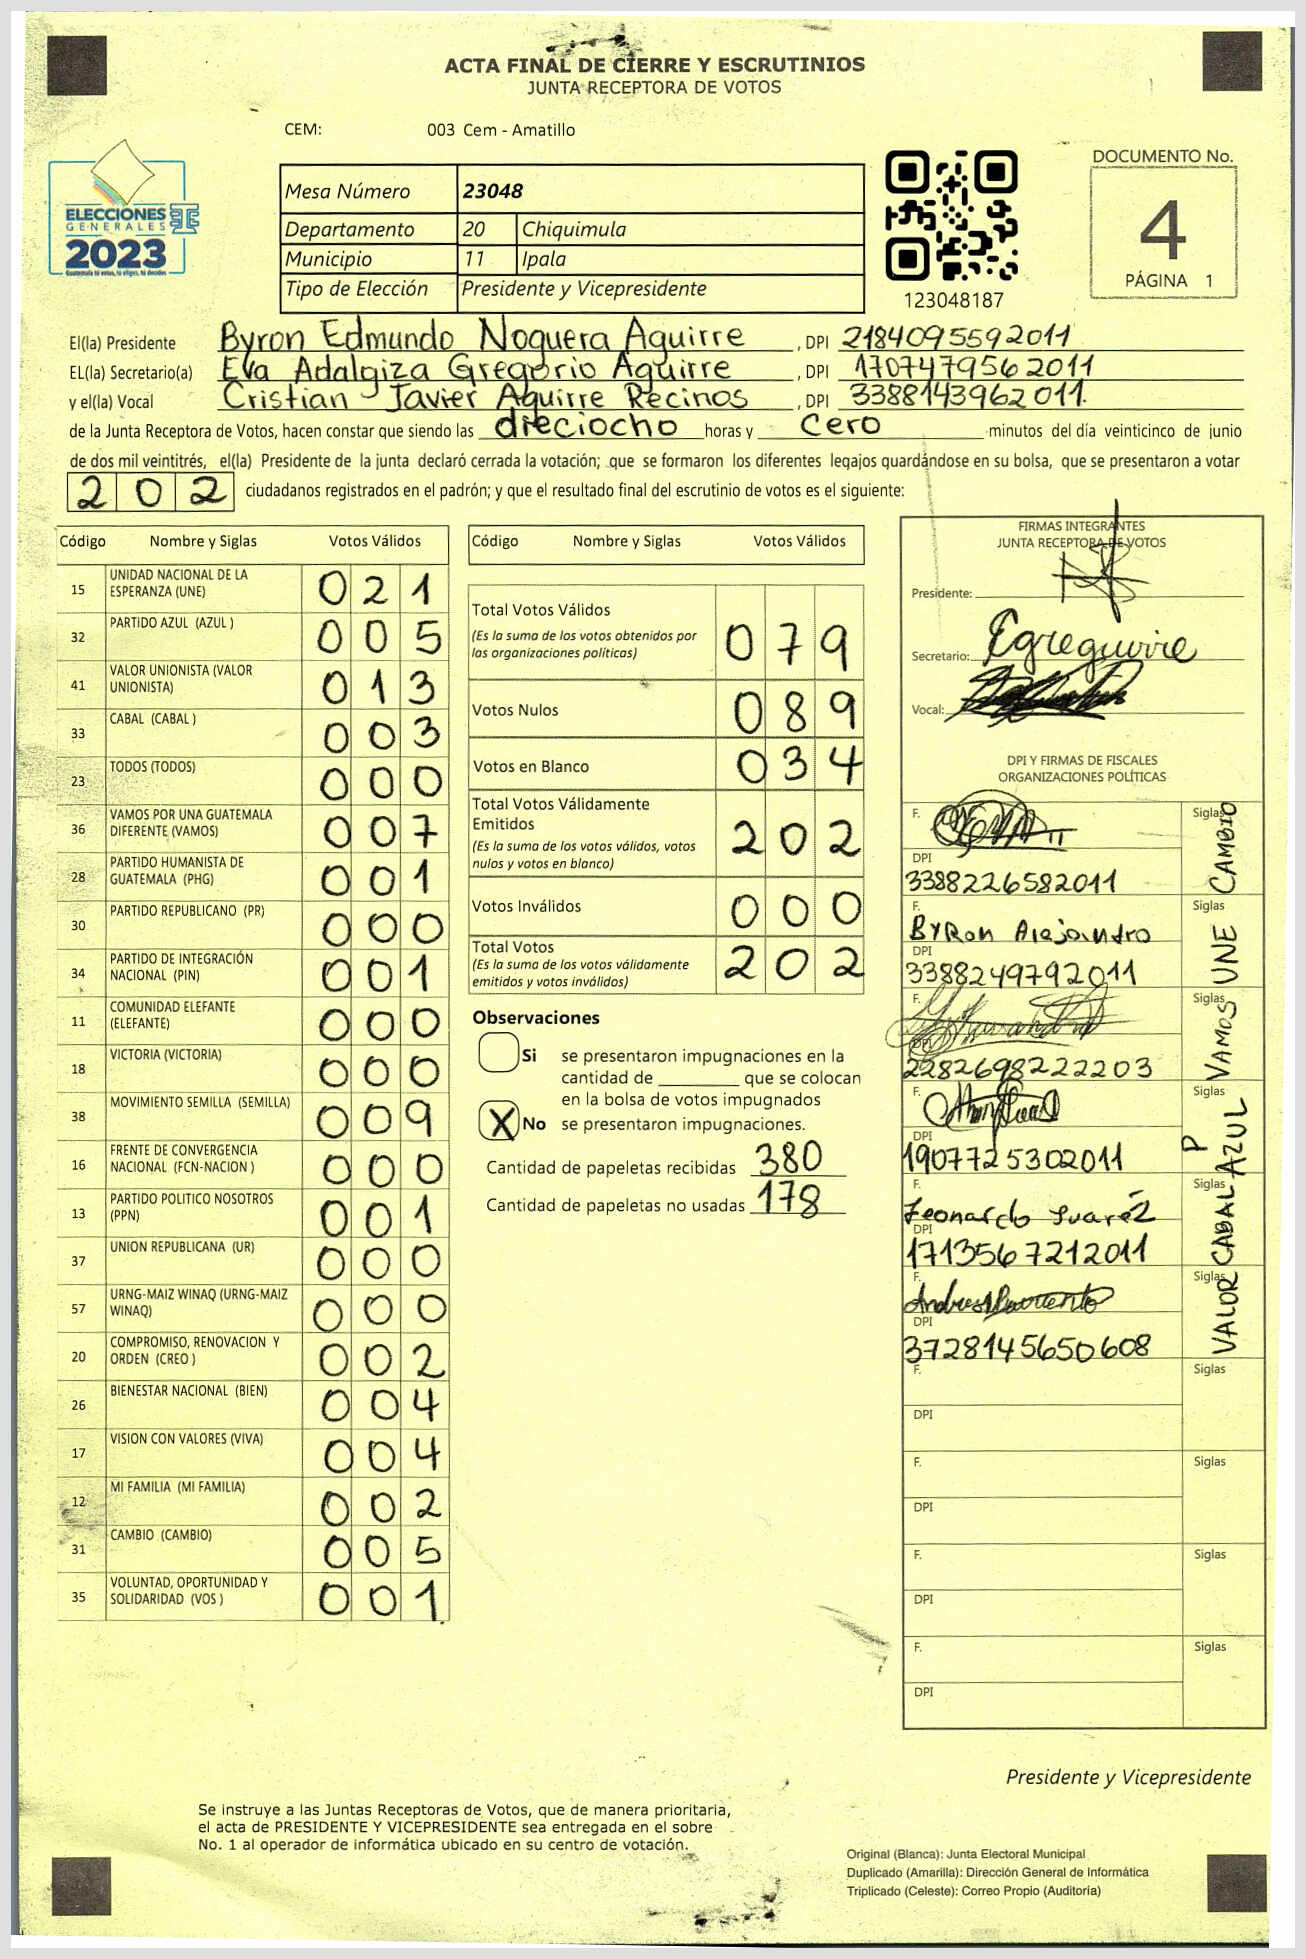 ACTA FINAL DE CIERRE Y ESCRUTINIOS
JUNTA RECEPTORA DE VOTOS
CEM: 003 Cem - Amatillo
ELECCIONES
GENERALES
2023
Guatemala tú votas, tú eliges, tú decides
Mesa Número 23048
Departamento 20 Chiquimula
Municipio 11 Ipala
Tipo de Elección Presidente y Vicepresidente
123048187
DOCUMENTO No.
4
PÁGINA 1
El(la) Presidente Byron Edmundo Noguera Aguirre, DPI 2184095592011
EL(la) Secretario(a) Eva Adalgiza Gregorio Aguirre, DPI 1707479562011
y el(la) Vocal Cristian Javier Aguirre Recinos, DPI 3388143962011.
de la Junta Receptora de Votos, hacen constar que siendo las dieciocho horas y cero minutos del día veinticinco de junio
de dos mil veintitrés, el(la) Presidente de la junta declaró cerrada la votación; que se formaron los diferentes legajos quardándose en su bolsa, que se presentaron a votar
202 ciudadanos registrados en el padrón; y que el resultado final del escrutinio de votos es el siguiente:
Código Nombre y Siglas Votos Válidos
15 UNIDAD NACIONAL DE LA ESPERANZA (UNE) 021
32 PARTIDO AZUL (AZUL ) 005
41 VALOR UNIONISTA (VALOR UNIONISTA) 013
33 CABAL (CABAL ) 003
23 TODOS (TODOS) 000
36 VAMOS POR UNA GUATEMALA DIFERENTE (VAMOS) 007
28 PARTIDO HUMANISTA DE GUATEMALA (PHG) 001
30 PARTIDO REPUBLICANO (PR) 000
34 PARTIDO DE INTEGRACIÓN NACIONAL (PIN) 001
11 COMUNIDAD ELEFANTE (ELEFANTE) 000
18 VICTORIA (VICTORIA) 000
38 MOVIMIENTO SEMILLA (SEMILLA) 009
16 FRENTE DE CONVERGENCIA NACIONAL (FCN-NACION ) 000
13 PARTIDO POLITICO NOSOTROS (PPN) 001
37 UNION REPUBLICANA (UR) 000
57 URNG-MAIZ WINAQ (URNG-MAIZ WINAQ) 000
20 COMPROMISO, RENOVACION Y ORDEN (CREO ) 002
26 BIENESTAR NACIONAL (BIEN) 004
17 VISION CON VALORES (VIVA) 004
12 MI FAMILIA (MI FAMILIA) 002
31 CAMBIO (CAMBIO) 005
35 VOLUNTAD, OPORTUNIDAD Y SOLIDARIDAD (VOS ) 001
Código Nombre y Siglas Votos Válidos
Total Votos Válidos 079
(Es la suma de los votos obtenidos por
las organizaciones políticas)
Votos Nulos 089
Votos en Blanco 034
Total Votos Válidamente
Emitidos 202
(Es la suma de los votos válidos, votos
nulos y votos en blanco)
Votos Inválidos 000
Total Votos 202
(Es la suma de los votos válidamente
emitidos y votos inválidos)
Observaciones
Si se presentaron impugnaciones en la
cantidad de ________ que se colocan
en la bolsa de votos impugnados
X No se presentaron impugnaciones.
Cantidad de papeletas recibidas 380
Cantidad de papeletas no usadas 178
FIRMAS INTEGRANTES
JUNTA RECEPTORA DE VOTOS
Presidente:
Secretario:
Vocal:
DPI Y FIRMAS DE FISCALES
ORGANIZACIONES POLÍTICAS
F. Siglas CAMBIO
DPI
3388226582011
F. Byron Alejandro Siglas UNE
DPI
3388249792011
F. Siglas VAMOS
DPI
2282698222203
F. Siglas P AZUL
DPI
1907725302011
F. Leonardo Suaréz Siglas CABAL
DPI
1713567212011
F. Siglas VALOR
DPI
3728145650608
F. Siglas
DPI
F. Siglas
DPI
F. Siglas
DPI
F. Siglas
DPI
Presidente y Vicepresidente
Se instruye a las Juntas Receptoras de Votos, que de manera prioritaria,
el acta de PRESIDENTE Y VICEPRESIDENTE sea entregada en el sobre
No. 1 al operador de informática ubicado en su centro de votación.
Original (Blanca): Junta Electoral Municipal
Duplicado (Amarilla): Dirección General de Informática
Triplicado (Celeste): Correo Propio (Auditoría)